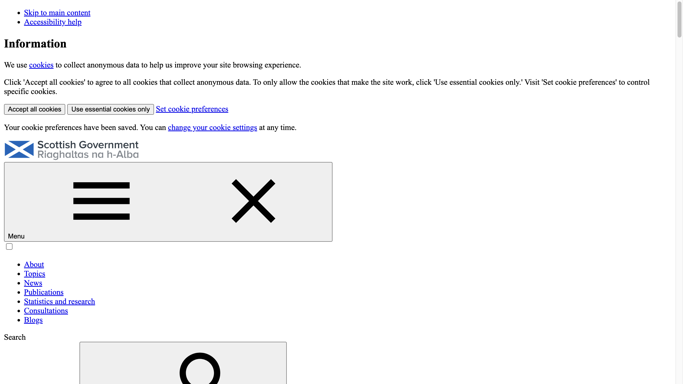 Skip to main content
Accessibility help
Information
We use cookies to collect anonymous data to help us improve your site browsing experience.
Click 'Accept all cookies' to agree to all cookies that collect anonymous data. To only allow the cookies that make the site work, click 'Use essential cookies only.' Visit 'Set cookie preferences' to control
specific cookies.
Accept all cookies Use essential cookies only Set cookie preferences
Your cookie preferences have been saved. You can change your cookie settings at any time.
Scottish Government
Riaghaltas na h-Alba
Menu
About
Topics
News
Publications
Statistics and research
Consultations
Blogs
Search